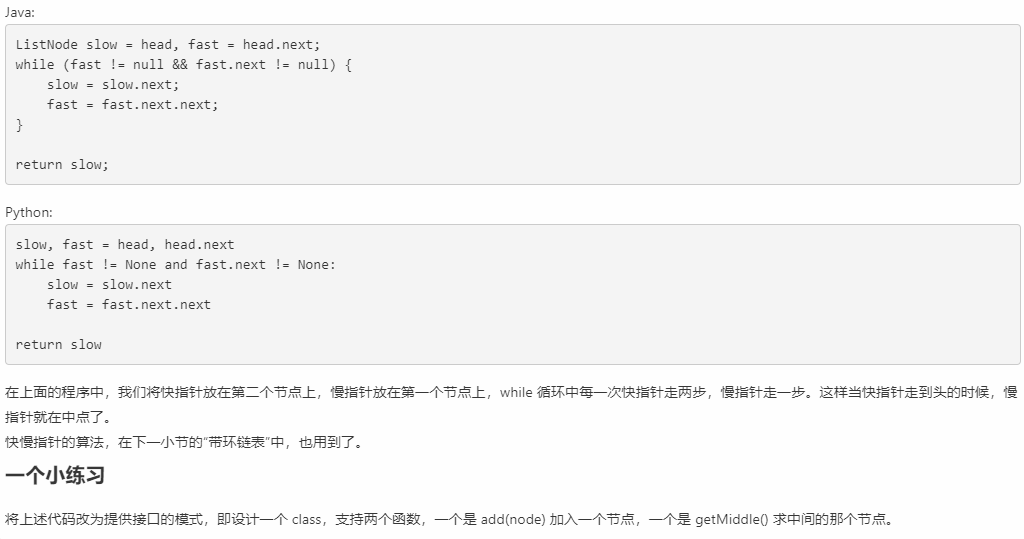 Java:
ListNode slow = head, fast = head.next;
while (fast != null && fast.next != null) {
    slow = slow.next;
    fast = fast.next.next;
}
return slow;
Python:
slow, fast = head, head.next
while fast != None and fast.next != None:
    slow = slow.next
    fast = fast.next.next
return slow
在上面的程序中，我们将快指针放在第二个节点上，慢指针放在第一个节点上，while 循环中每一次快指针走两步，慢指针走一步。这样当快指针走到头的时候，慢
指针就在中点了。
快慢指针的算法，在下一小节的“带环链表”中，也用到了。
一个小练习
将上述代码改为提供接口的模式，即设计一个 class，支持两个函数，一个是 add(node) 加入一个节点，一个是 getMiddle() 求中间的那个节点。